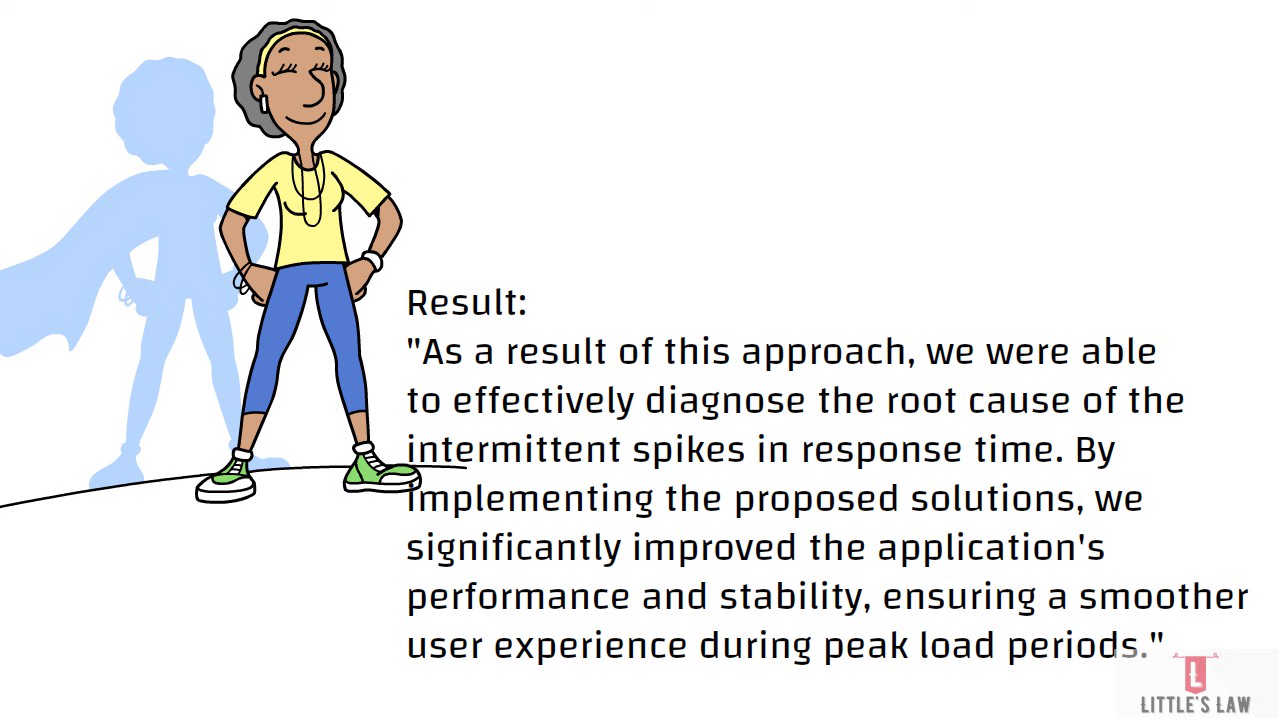 Result:
"As a result of this approach, we were able
to effectively diagnose the root cause of the
intermittent spikes in response time. By
implementing the proposed solutions, we
significantly improved the application's
performance and stability, ensuring a smoother
user experience during peak load periods."
L
LITTLE'S LAW